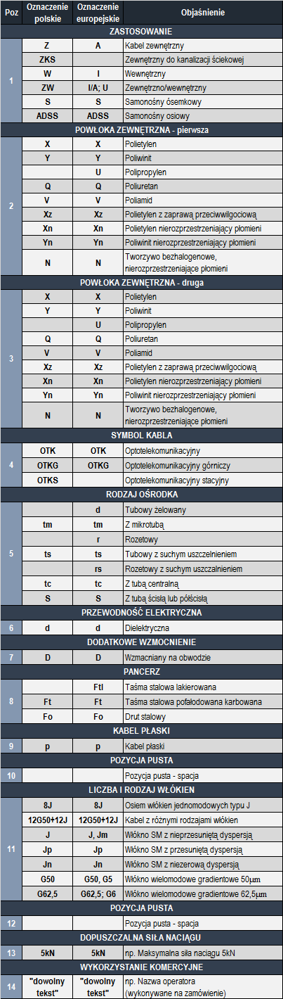 Poz Oznaczenie polskie Oznaczenie europejskie Objaśnienie
ZASTOSOWANIE
1
Z A Kabel zewnętrzny
ZKS Zewnętrzny do kanalizacji ściekowej
W I Wewnętrzny
ZW I/A; U Zewnętrzno/wewnętrzny
S S Samonośny ósemkowy
ADSS ADSS Samonośny osiowy
POWŁOKA ZEWNĘTRZNA - pierwsza
2
X X Polietylen
Y Y Poliwinit
U Polipropylen
Q Q Poliuretan
V V Poliamid
Xz Xz Polietylen z zaprawą przeciwwilgociową
Xn Xn Polietylen nierozprzestrzeniający płomieni
Yn Yn Poliwinit nierozprzestrzeniający płomieni
N N Tworzywo bezhalogenowe,
nierozprzestrzeniające płomieni
POWŁOKA ZEWNĘTRZNA - druga
3
X X Polietylen
Y Y Poliwinit
U Polipropylen
Q Q Poliuretan
V V Poliamid
Xz Xz Polietylen z zaprawą przeciwwilgociową
Xn Xn Polietylen nierozprzestrzeniający płomieni
Yn Yn Poliwinit nierozprzestrzeniający płomieni
N N Tworzywo bezhalogenowe,
nierozprzestrzeniające płomieni
SYMBOL KABLA
4
OTK OTK Optotelekomunikacyjny
OTKG OTKG Optotelekomunikacyjny górniczy
OTKS Optotelekomunikacyjny stacyjny
RODZAJ OŚRODKA
5
d Tubowy żelowany
tm tm Z mikrotubą
r Rozetowy
ts ts Tubowy z suchym uszczelnieniem
rs Rozetowy z suchym uszczalnieniem
tc tc Z tubą centralną
S S Z tubą ścisłą lub półścisłą
PRZEWODNOŚĆ ELEKTRYCZNA
6 d d Dielektryczna
DODATKOWE WZMOCNIENIE
7 D D Wzmacniany na obwodzie
PANCERZ
8
Ftl Taśma stalowa lakierowana
Ft Ft Taśma stalowa pofałodowana karbowana
Fo Fo Drut stalowy
KABEL PŁASKI
9 p p Kabel płaski
POZYCJA PUSTA
10 Pozycja pusta - spacja
LICZBA I RODZAJ WŁÓKIEN
11
8J 8J Osiem włókien jednomodowych typu J
12G50+12J 12G50+12J Kabel z różnymi rodzajami włókien
J J, Jm Włókno SM z nieprzesuniętą dyspersją
Jp Jp Włókno SM z przesuniętą dyspersją
Jn Jn Włókno SM z niezerową dyspersją
G50 G50, G5 Włókno wielomodowe gradientowe 50μm
G62,5 G62,5; G6 Włókno wielomodowe gradientowe 62,5μm
POZYCJA PUSTA
12 Pozycja pusta - spacja
DOPUSZCZALNA SIŁA NACIĄGU
13 5kN 5kN np. Maksymalna siła naciągu 5kN
WYKORZYSTANIE KOMERCYJNE
14 "dowolny tekst" "dowolny tekst" np. Nazwa operatora
(wykonywane na zamówienie)